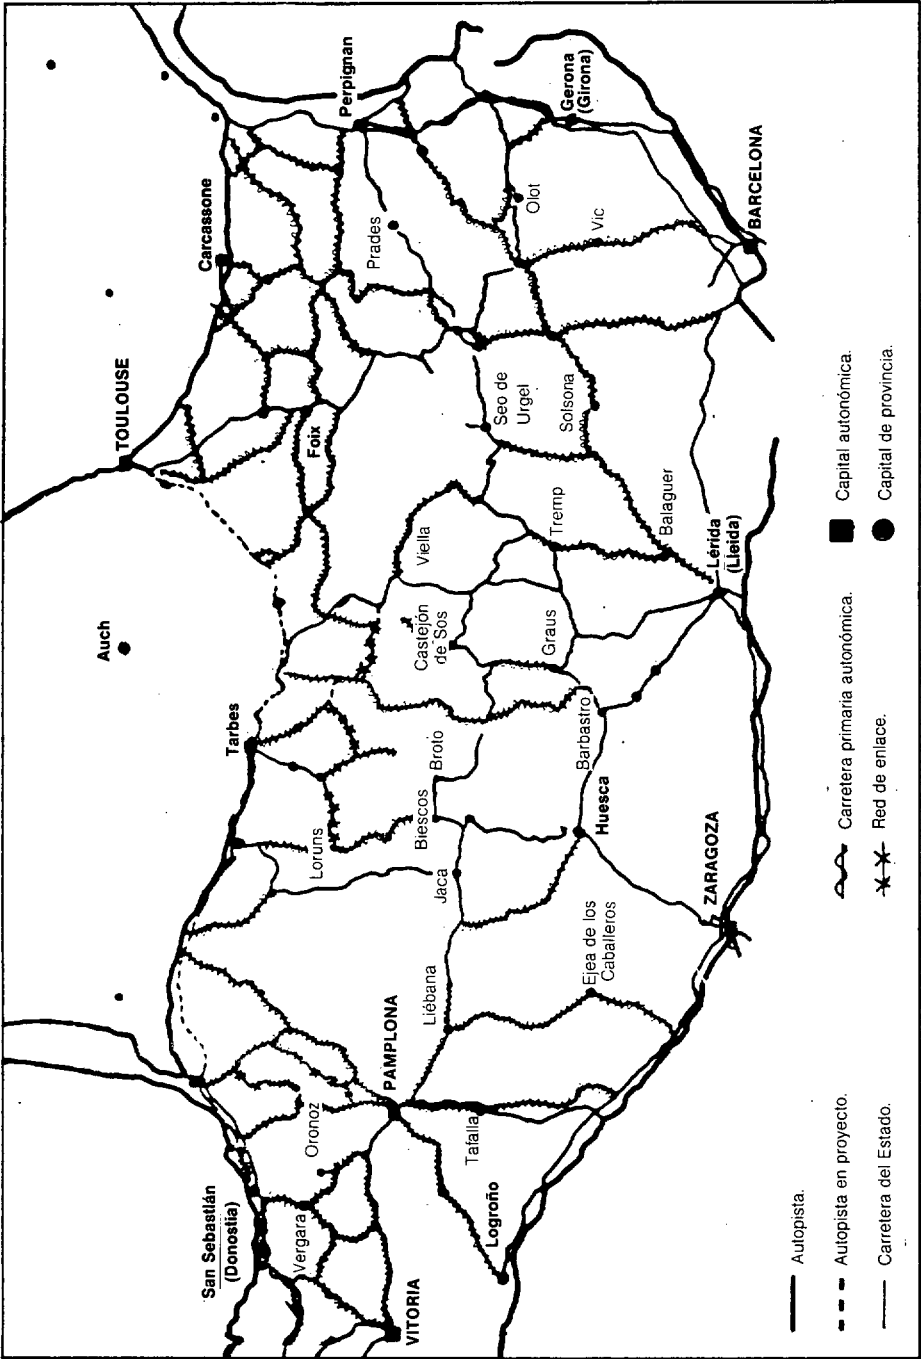 San Sebastián
(Donostia)
Vergara
VITORIA
Oronoz
PAMPLONA
Logroño
Tafalla
Liébana
Ejea de los
Caballeros
Loruns
Jaca
Biescos
Broto
Huesca
ZARAGOZA
Tarbes
Auch
Barbastro
Castejón
de Sos
Graus
Viella
Tremp
Balaguer
Lérida
(Lleida)
TOULOUSE
Foix
Seo de
Urgel
Solsona
Carcassone
Prades
Perpignan
Olot
Vic
Gerona
(Girona)
BARCELONA
Autopista.
Autopista en proyecto.
Carretera del Estado.
Carretera primaria autonómica.
Red de enlace.
Capital autonómica.
Capital de provincia.